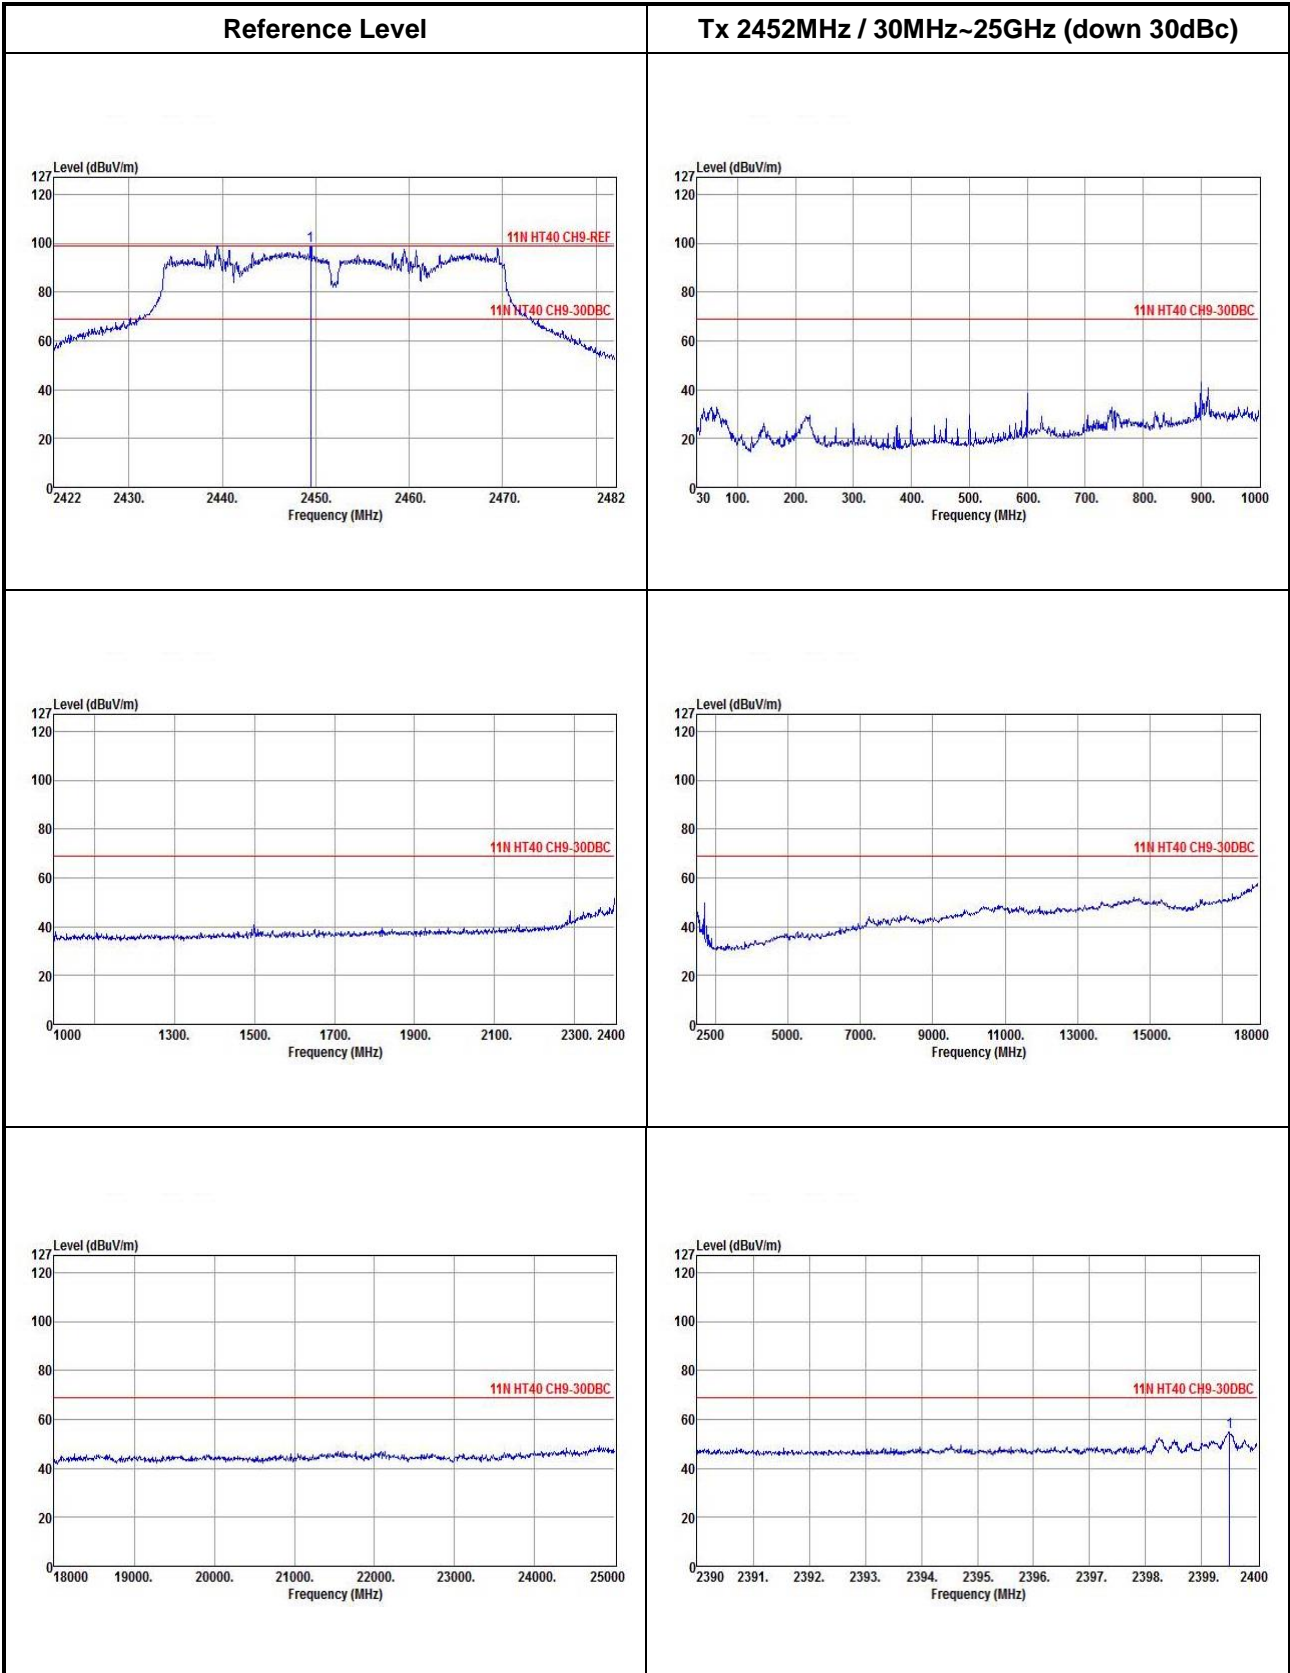 Reference Level
Tx 2452MHz / 30MHz~25GHz (down 30dBc)
Level (dBuV/m)
127
120
100
80
60
40
20
0
1
11N HT40 CH9-REF
11N HT40 CH9-30DBC
2422 2430. 2440. 2450. 2460. 2470. 2482
Frequency (MHz)
Level (dBuV/m)
127
120
100
80
60
40
20
0
11N HT40 CH9-30DBC
30 100. 200. 300. 400. 500. 600. 700. 800. 900. 1000
Frequency (MHz)
Level (dBuV/m)
127
120
100
80
60
40
20
0
11N HT40 CH9-30DBC
1000 1300. 1500. 1700. 1900. 2100. 2300. 2400
Frequency (MHz)
Level (dBuV/m)
127
120
100
80
60
40
20
0
11N HT40 CH9-30DBC
2500 5000. 7000. 9000. 11000. 13000. 15000. 18000
Frequency (MHz)
Level (dBuV/m)
127
120
100
80
60
40
20
0
11N HT40 CH9-30DBC
18000 19000. 20000. 21000. 22000. 23000. 24000. 25000
Frequency (MHz)
Level (dBuV/m)
127
120
100
80
60
40
20
0
11N HT40 CH9-30DBC
1
2390 2391. 2392. 2393. 2394. 2395. 2396. 2397. 2398. 2399. 2400
Frequency (MHz)